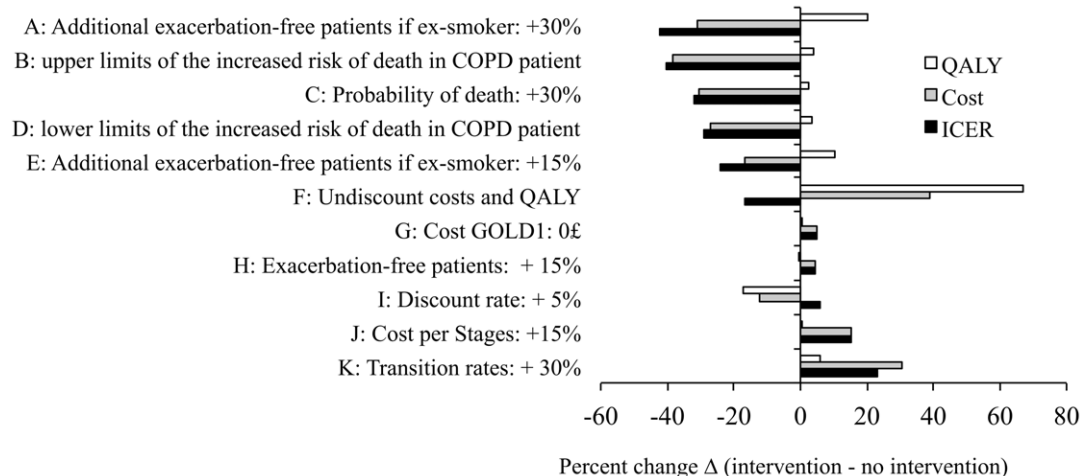 A: Additional exacerbation-free patients if ex-smoker: +30%
B: upper limits of the increased risk of death in COPD patient
C: Probability of death: +30%
D: lower limits of the increased risk of death in COPD patient
E: Additional exacerbation-free patients if ex-smoker: +15%
F: Undiscount costs and QALY
G: Cost GOLD1: 0£
H: Exacerbation-free patients: + 15%
I: Discount rate: + 5%
J: Cost per Stages: +15%
K: Transition rates: + 30%
QALY
Cost
ICER
-60 -40 -20 0 20 40 60 80
Percent change Δ (intervention - no intervention)